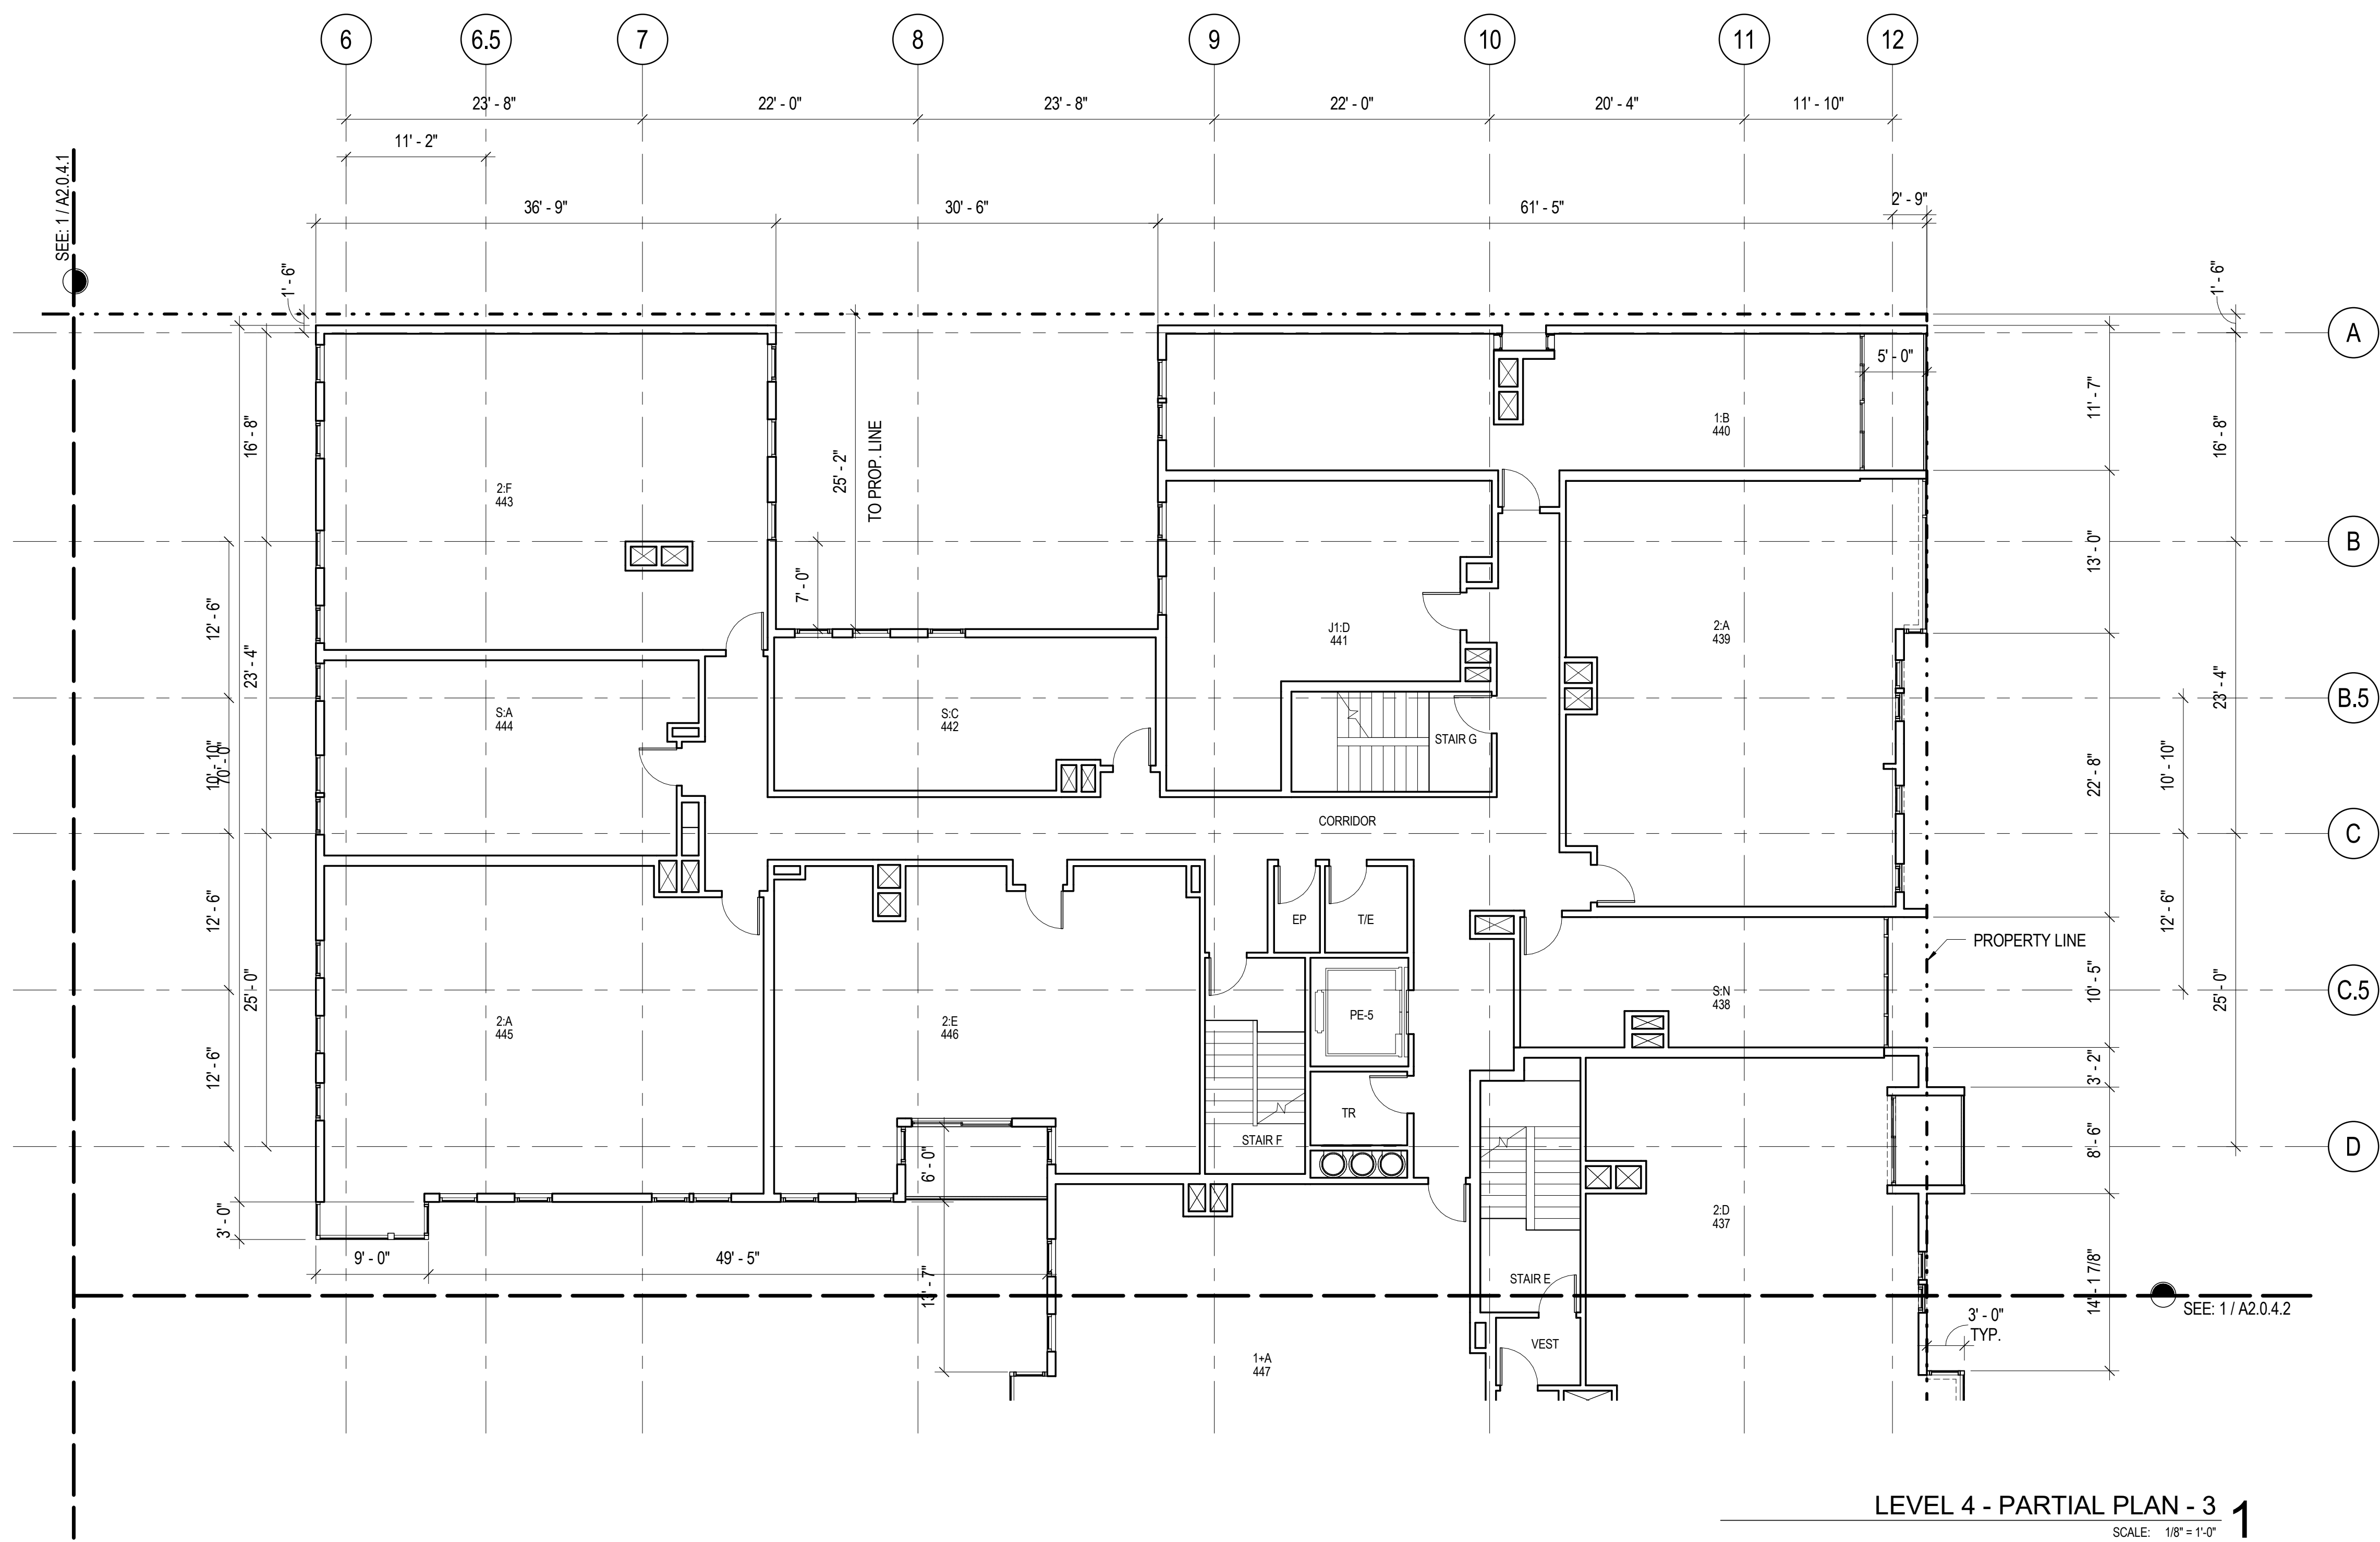 6
6.5
7
8
9
10
11
12
23' - 8"
22' - 0"
23' - 8"
22' - 0"
20' - 4"
11' - 10"
11' - 2"
SEE: 1 / A2.0.4.1
36' - 9"
30' - 6"
61' - 5"
2' - 9"
1' - 6"
1' - 6"
A
5' - 0"
11' - 7"
16' - 8"
16' - 8"
1:B
440
25' - 2"
TO PROP. LINE
2:F
443
B
13' - 0"
7' - 0"
12' - 6"
23' - 4"
J1:D
441
2:A
439
23' - 4"
B.5
S:A
444
S:C
442
STAIR G
10' - 10"
70' - 0"
22' - 8"
10' - 10"
CORRIDOR
C
12' - 6"
EP
T/E
12' - 6"
PROPERTY LINE
25' - 0"
10' - 5"
25' - 0"
C.5
S:N
438
2:A
445
2:E
446
PE-5
12' - 6"
3' - 2"
TR
STAIR F
8' - 6"
D
6' - 0"
3' - 0"
2:D
437
9' - 0"
49' - 5"
13' - 7"
STAIR E
14' - 1 7/8"
SEE: 1 / A2.0.4.2
3' - 0"
TYP.
VEST
1+A
447
LEVEL 4 - PARTIAL PLAN - 3
1
SCALE: 1/8" = 1'-0"